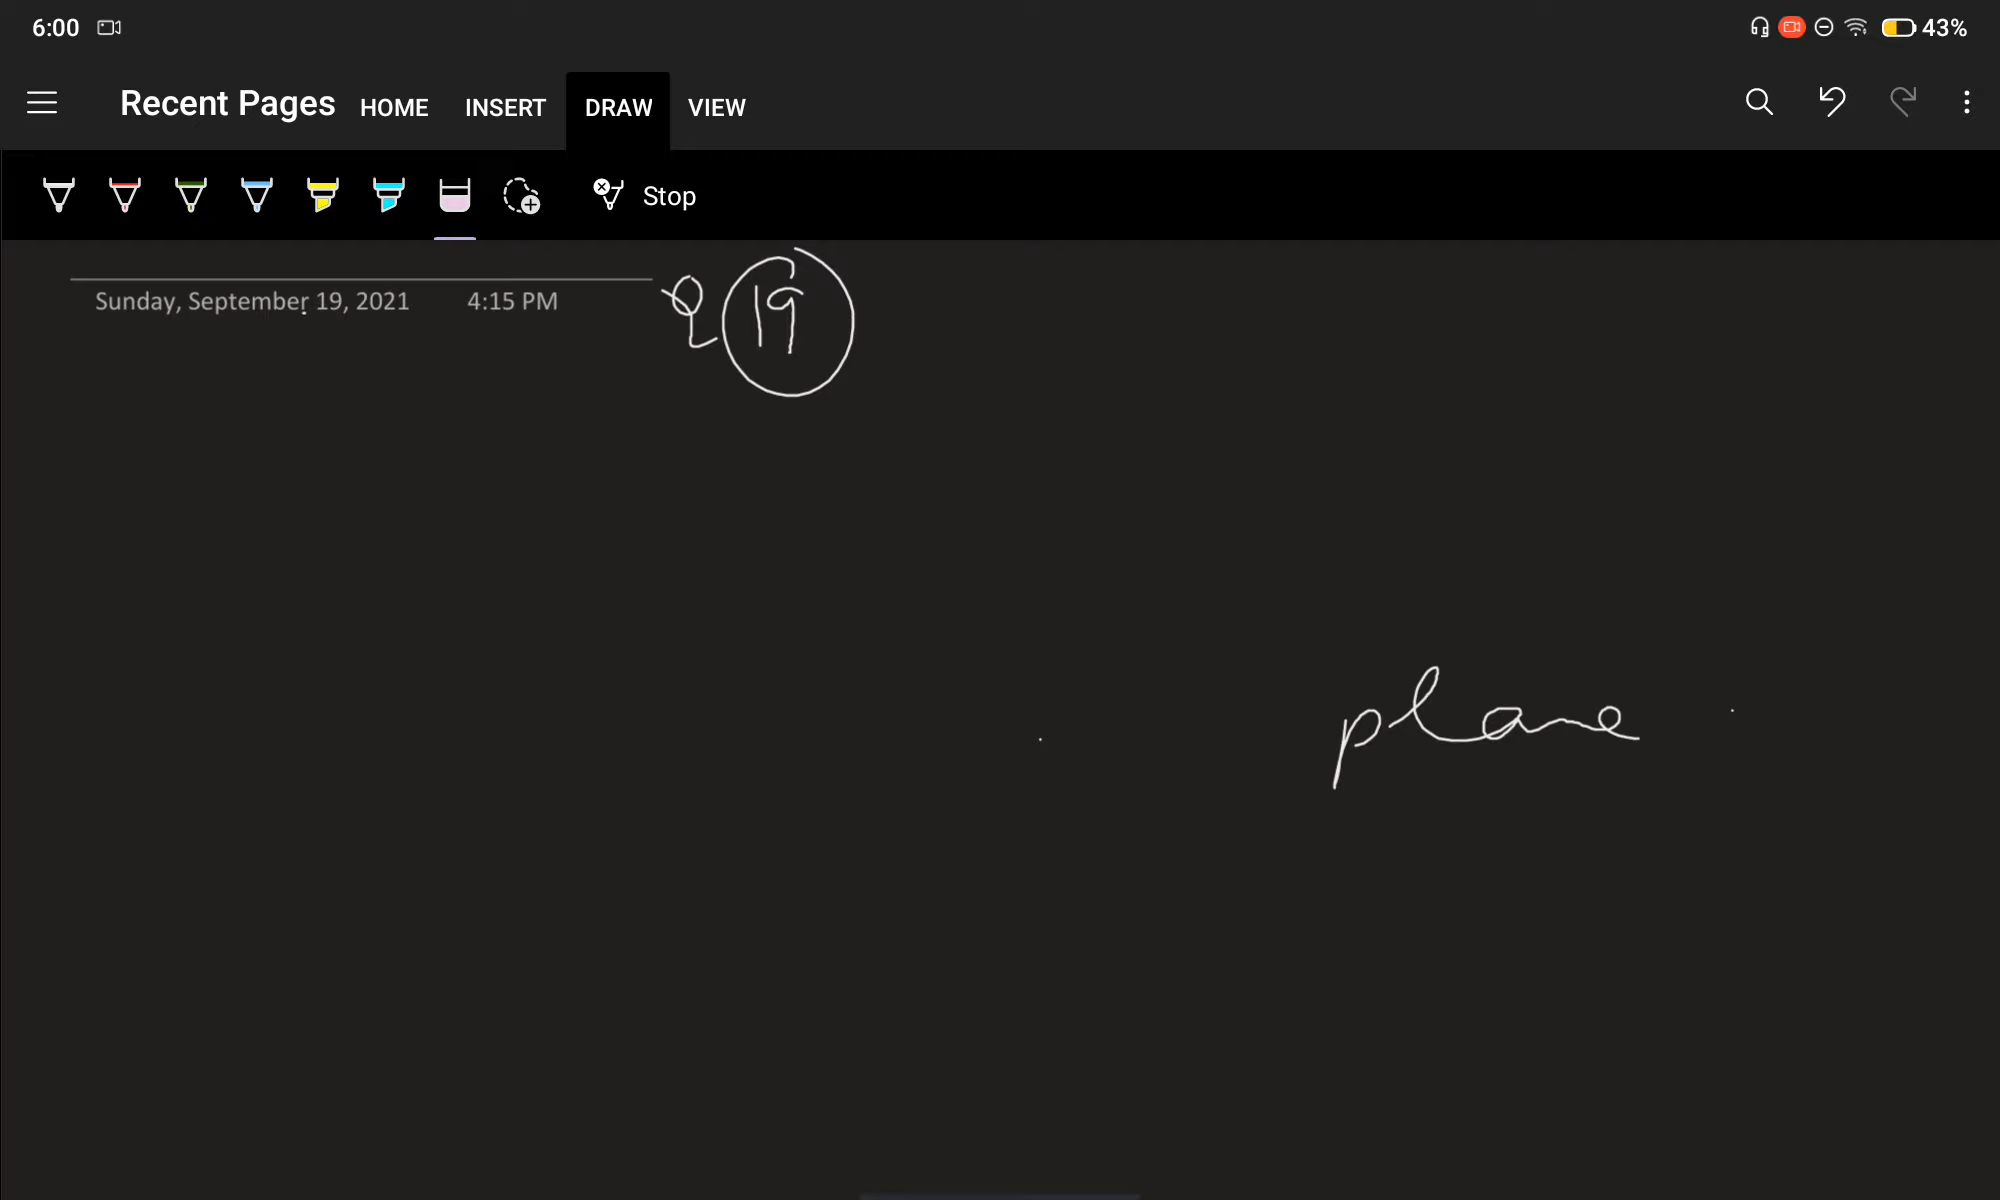 6:00 43%
Recent Pages HOME INSERT DRAW VIEW
Stop
Sunday, September 19, 2021 4:15 PM
Q 19
plane